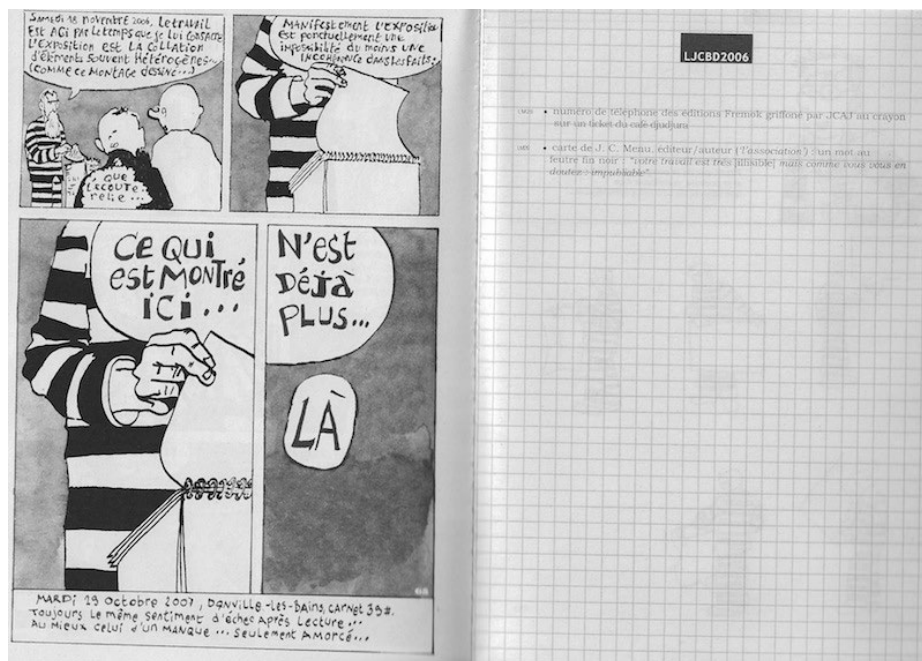 Samedi 18 novembre 2006, le travail
est agi par le temps que je lui consacre
l'exposition est la collation
d'éléments souvent hétérogènes
(comme ce montage dessiné...)
que
l'écoute
relie...
Manifestement l'exposition
est ponctuellement une
impossibilité du moins une
incohérence dans les faits.
Ce qui
est montré
ici...
N'est
déjà
plus...
LÀ
Mardi 19 octobre 2007, Danville-les-Bains, carnet 39#.
Toujours le même sentiment d'échec après lecture...
au mieux celui d'un manque... seulement amorcé...
LJCBD2006
• numéro de téléphone des éditions Fremok griffoné par JCAJ au crayon
sur un ticket du café djudjura
• carte de J. C. Menu, éditeur/auteur (l'association) : un mot au
feutre fin noir : "votre travail est très [illisible] mais comme vous vous en
doutez : impubliable"